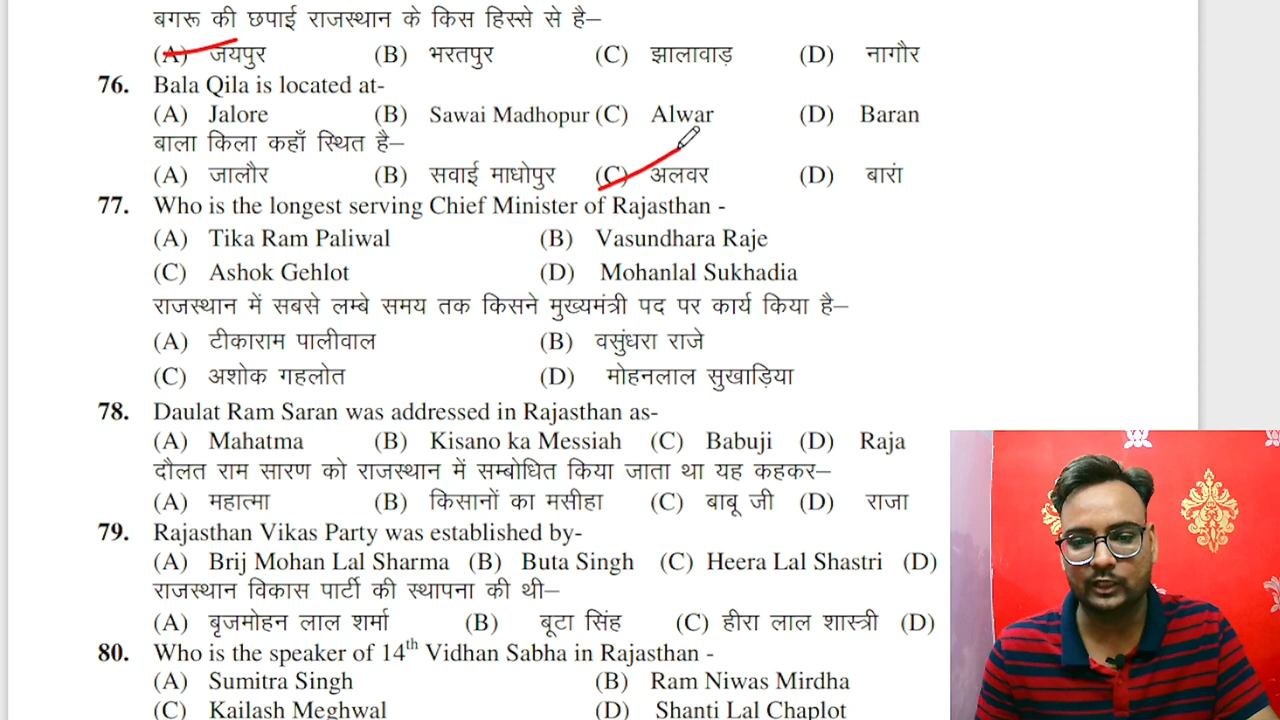 बगरू की छपाई राजस्थान के किस हिस्से से है–
(A) जयपुर (B) भरतपुर (C) झालावाड़ (D) नागौर
76. Bala Qila is located at-
(A) Jalore (B) Sawai Madhopur (C) Alwar (D) Baran
बाला किला कहाँ स्थित है–
(A) जालौर (B) सवाई माधोपुर (C) अलवर (D) बारां
77. Who is the longest serving Chief Minister of Rajasthan -
(A) Tika Ram Paliwal (B) Vasundhara Raje
(C) Ashok Gehlot (D) Mohanlal Sukhadia
राजस्थान में सबसे लम्बे समय तक किसने मुख्यमंत्री पद पर कार्य किया है–
(A) टीकाराम पालीवाल (B) वसुंधरा राजे
(C) अशोक गहलोत (D) मोहनलाल सुखाड़िया
78. Daulat Ram Saran was addressed in Rajasthan as-
(A) Mahatma (B) Kisano ka Messiah (C) Babuji (D) Raja
दौलत राम सारण को राजस्थान में सम्बोधित किया जाता था यह कहकर–
(A) महात्मा (B) किसानों का मसीहा (C) बाबू जी (D) राजा
79. Rajasthan Vikas Party was established by-
(A) Brij Mohan Lal Sharma (B) Buta Singh (C) Heera Lal Shastri (D)
राजस्थान विकास पार्टी की स्थापना की थी–
(A) बृजमोहन लाल शर्मा (B) बूटा सिंह (C) हीरा लाल शास्त्री (D)
80. Who is the speaker of 14th Vidhan Sabha in Rajasthan -
(A) Sumitra Singh (B) Ram Niwas Mirdha
(C) Kailash Meghwal (D) Shanti Lal Chaplot